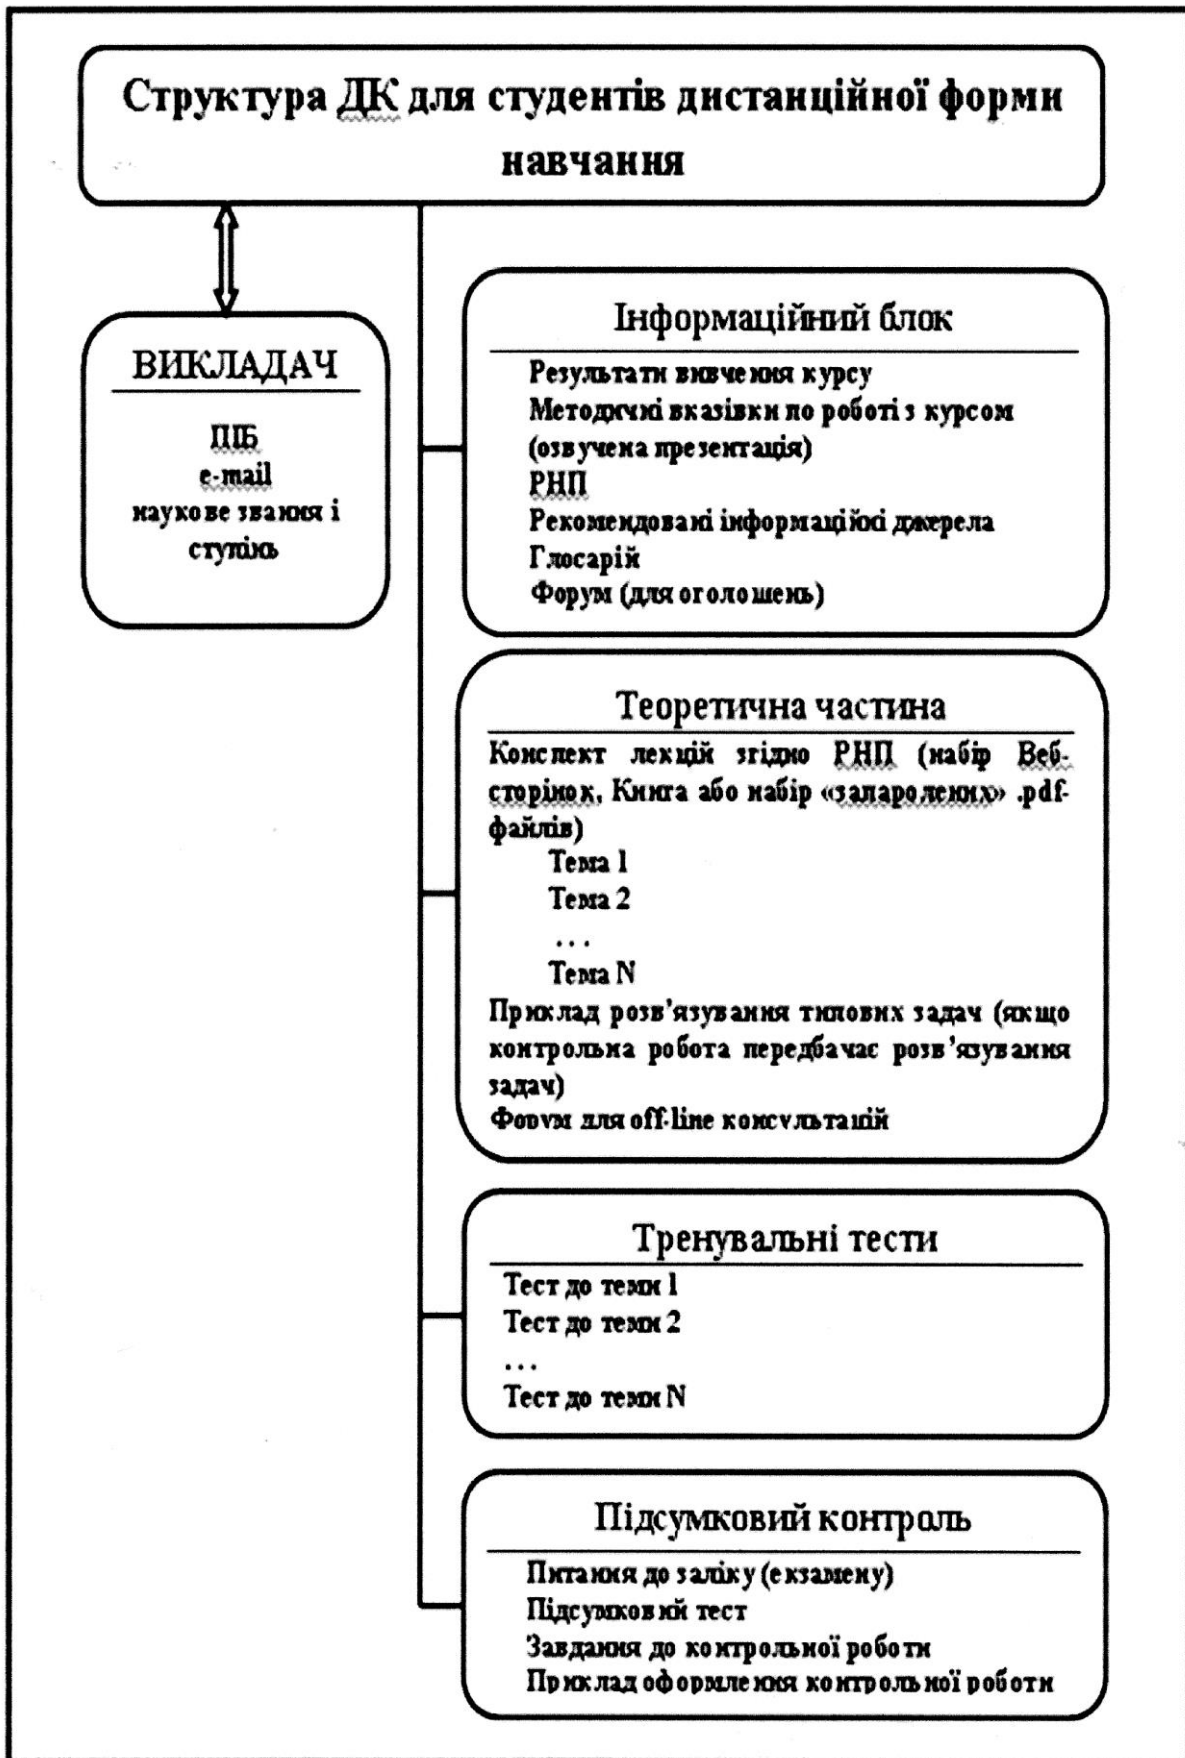 Структура ДК для студентів дистанційної форми
навчання
ВИКЛАДАЧ
ПІБ
e-mail
наукове звання і
ступінь
Інформаційний блок
Результати вивчення курсу
Методичні вказівки по роботі з курсом
(озвучена презентація)
РНП
Рекомендовані інформаційні джерела
Глосарій
Форум (для оголошень)
Теоретична частина
Конспект лекцій згідно РНП (набір Веб-
сторінок, Книга або набір «запаролених» .pdf-
файлів)
Тема 1
Тема 2
...
Тема N
Приклад розв’язування типових задач (якщо
контрольна робота передбачає розв’язування
задач)
Форум для off-line консультацій
Тренувальні тести
Тест до теми 1
Тест до теми 2
...
Тест до теми N
Підсумковий контроль
Питання до заліку (екзамену)
Підсумковий тест
Завдання до контрольної роботи
Приклад оформлення контрольної роботи